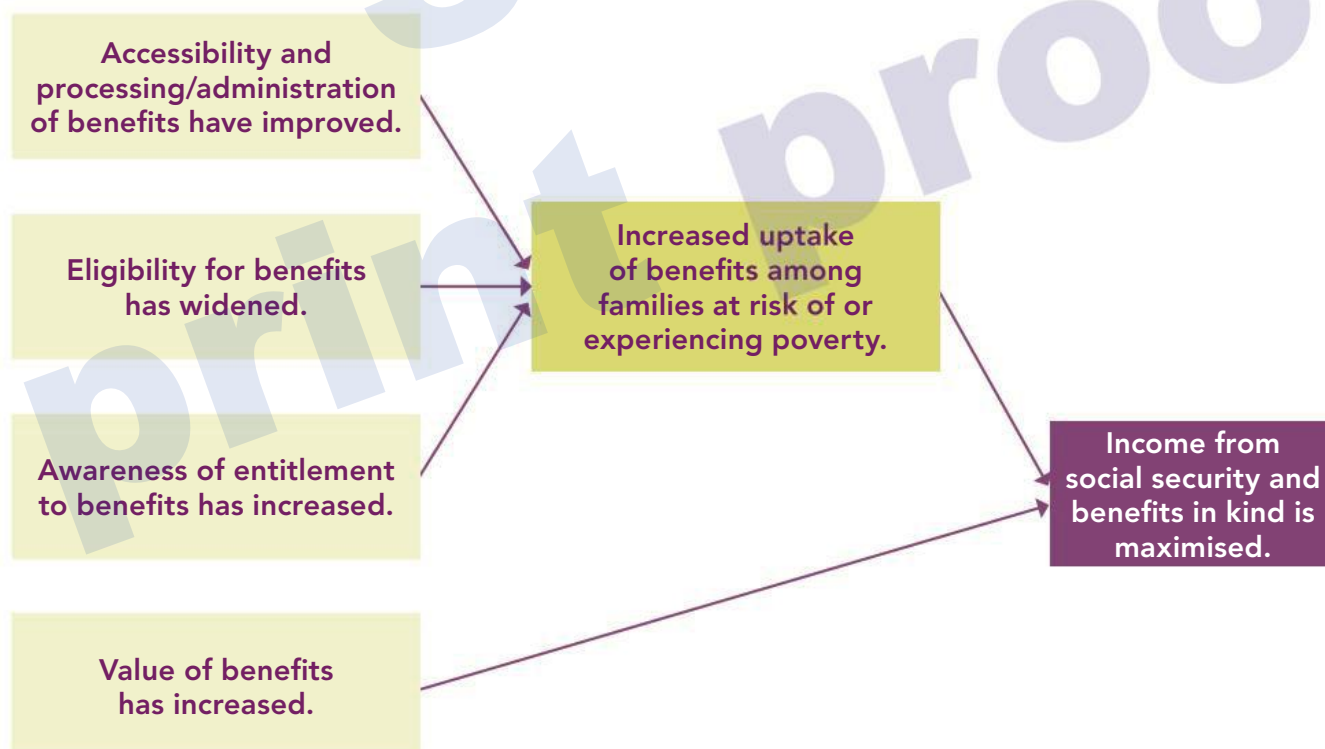 Accessibility and
processing/administration
of benefits have improved.
Eligibility for benefits
has widened.
Awareness of entitlement
to benefits has increased.
Value of benefits
has increased.
Increased uptake
of benefits among
families at risk of or
experiencing poverty.
Income from
social security and
benefits in kind is
maximised.
print